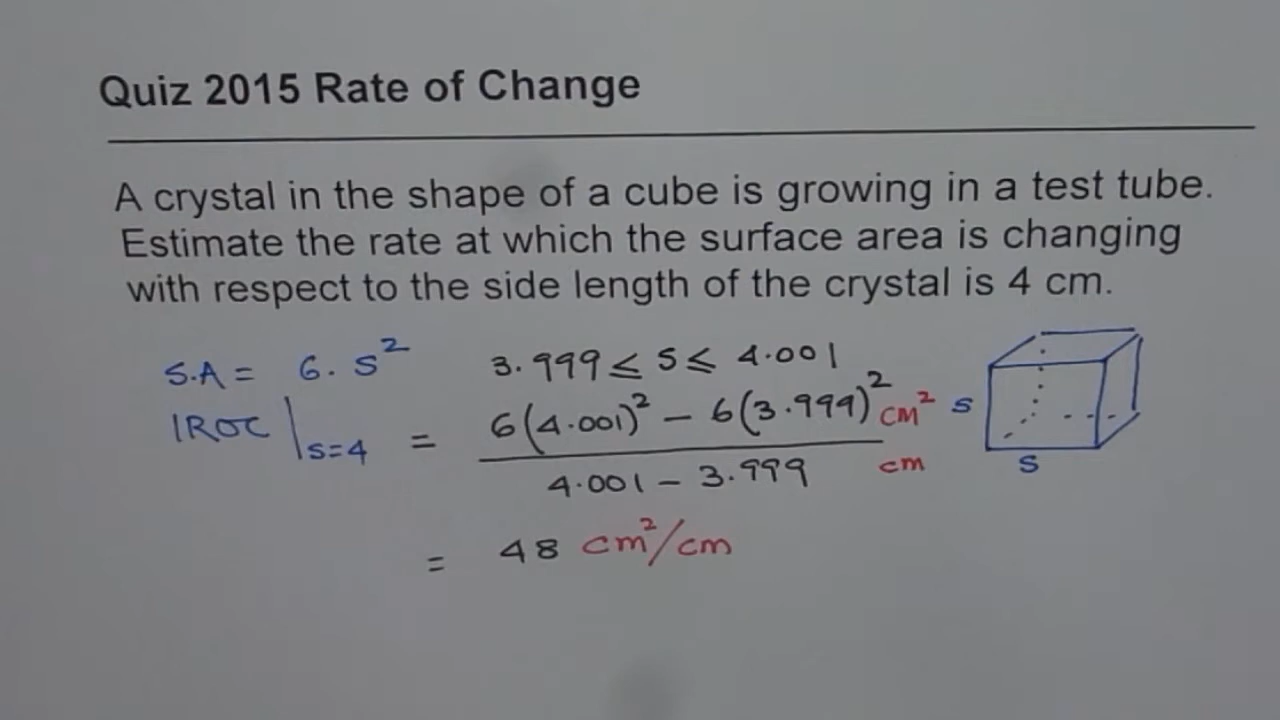 Quiz 2015 Rate of Change
A crystal in the shape of a cube is growing in a test tube.
Estimate the rate at which the surface area is changing
with respect to the side length of the crystal is 4 cm.
S.A = 6. s² 3.999 ≤ s ≤ 4.001
IROC |s=4 = 6(4.001)² - 6(3.999)² cm²
4.001 - 3.999 cm
s
s
= 48 cm²/cm